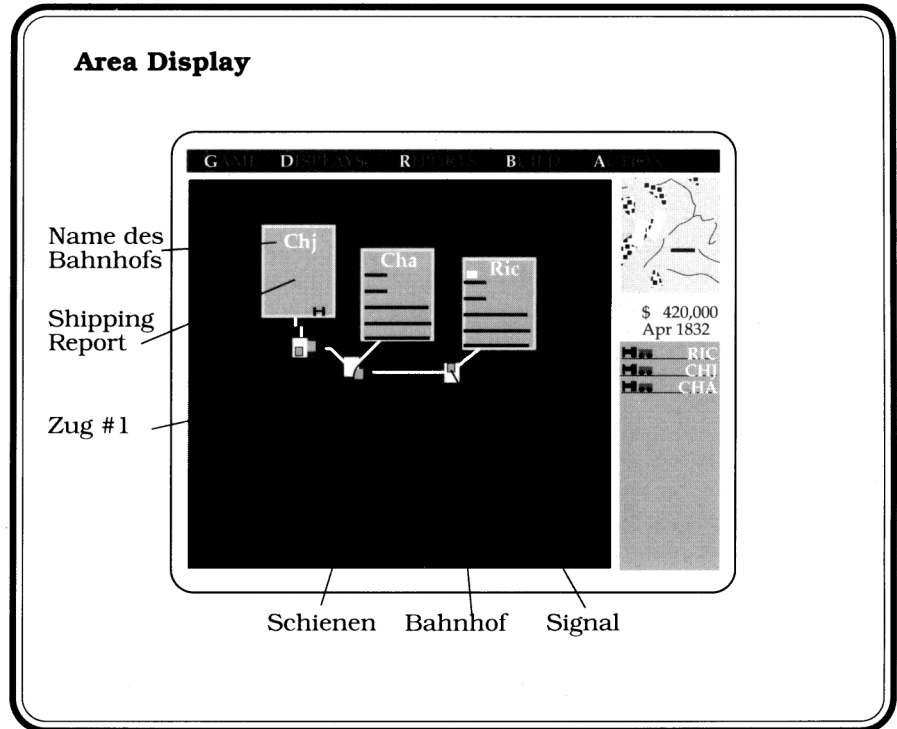 Area Display
GAME DISPLAYS REPORTS BUILD ACTION
Name des
Bahnhofs
Shipping
Report
Zug #1
Chj
Cha
Ric
$ 420,000
Apr 1832
RIC
CHJ
CHA
Schienen Bahnhof Signal